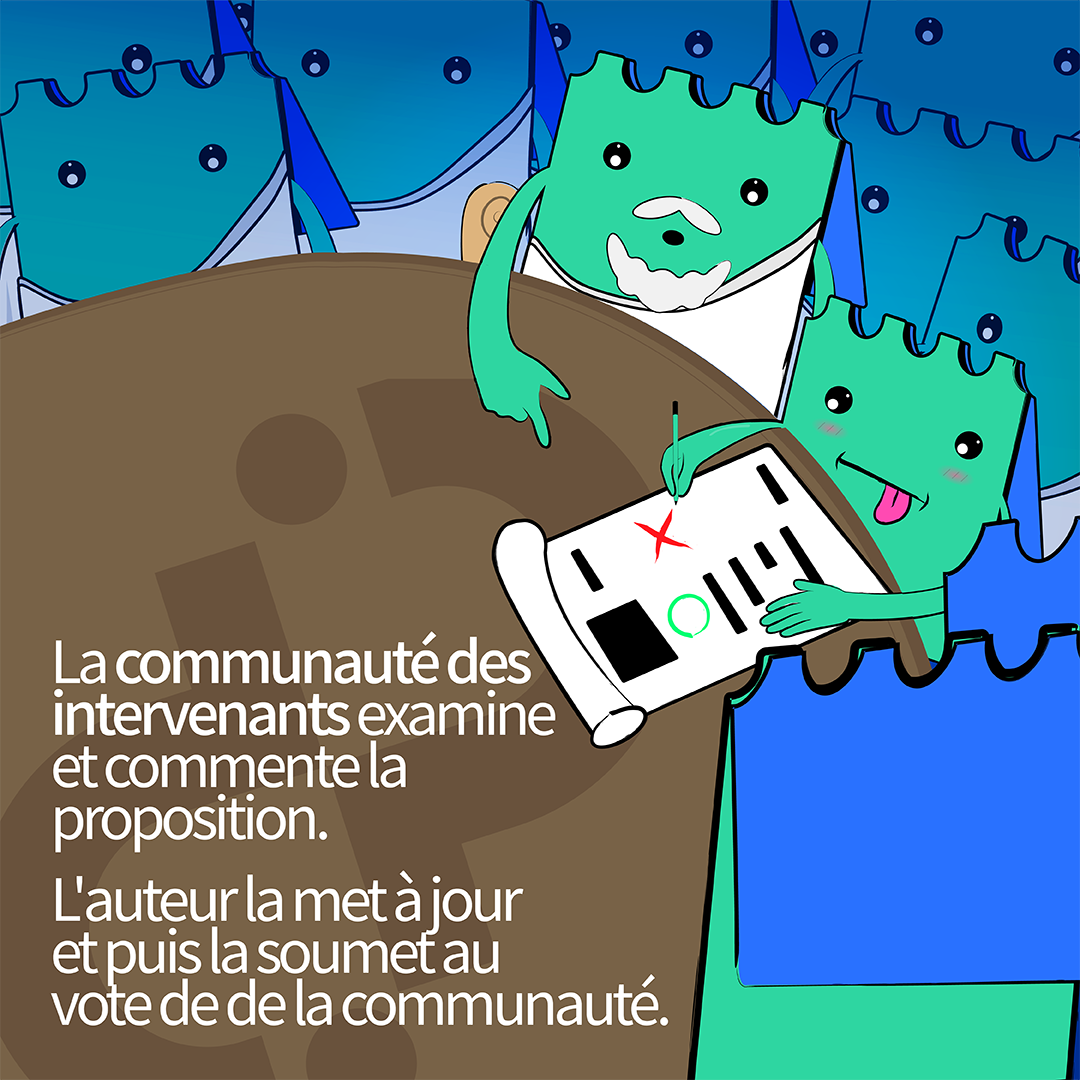 La communauté des
intervenants examine
et commente la
proposition.
L'auteur la met à jour
et puis la soumet au
vote de de la communauté.